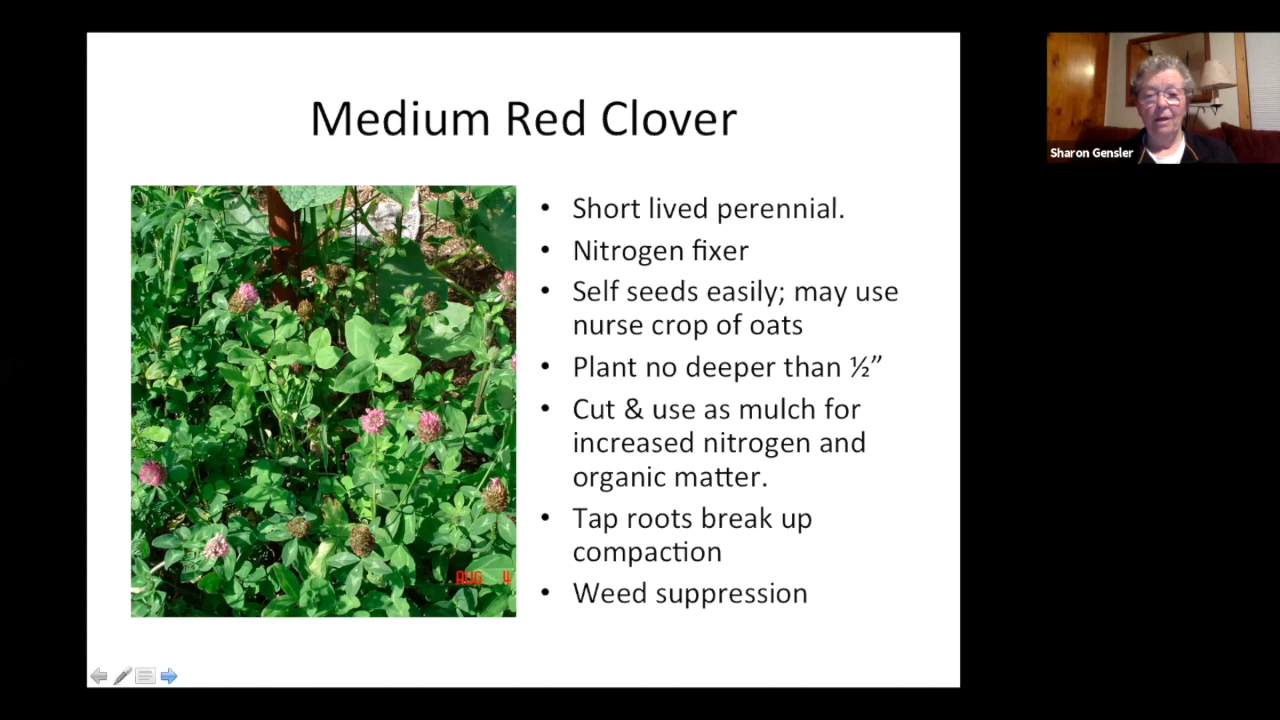 Medium Red Clover
Sharon Gensler
• Short lived perennial.
• Nitrogen fixer
• Self seeds easily; may use
nurse crop of oats
• Plant no deeper than ½”
• Cut & use as mulch for
increased nitrogen and
organic matter.
• Tap roots break up
compaction
• Weed suppression
AUG 4